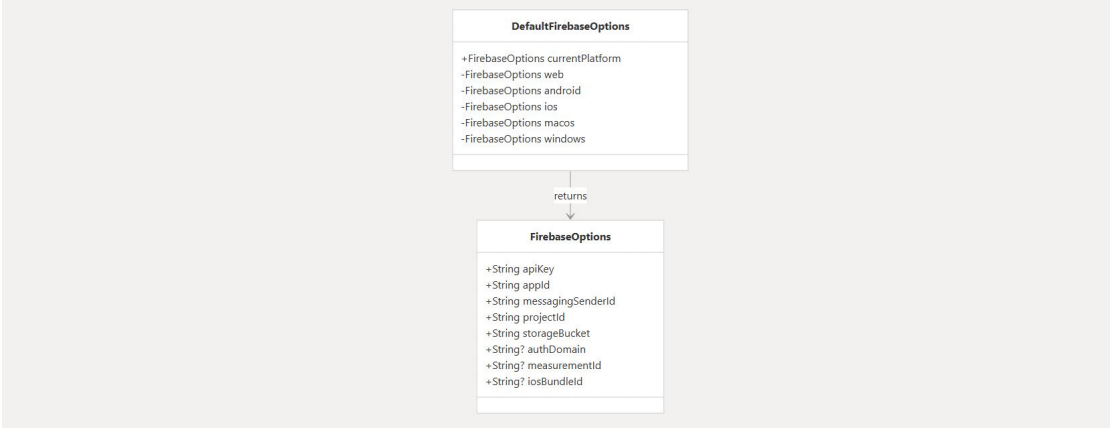 DefaultFirebaseOptions
+FirebaseOptions currentPlatform
-FirebaseOptions web
-FirebaseOptions android
-FirebaseOptions ios
-FirebaseOptions macos
-FirebaseOptions windows
returns
FirebaseOptions
+String apiKey
+String appId
+String messagingSenderId
+String projectId
+String storageBucket
+String? authDomain
+String? measurementId
+String? iosBundleId